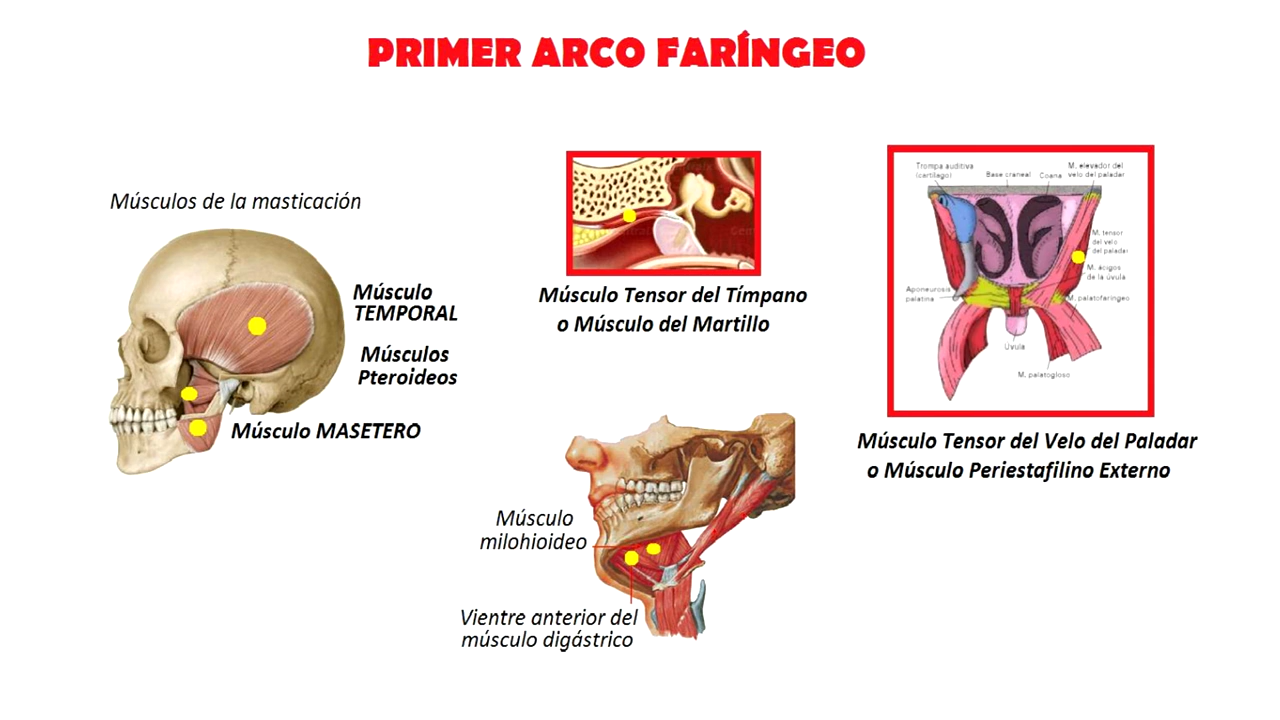 PRIMER ARCO FARÍNGEO
Músculos de la masticación
Músculo
TEMPORAL
Músculos
Pteroideos
Músculo MASETERO
Músculo Tensor del Tímpano
o Músculo del Martillo
Trompa auditiva
(cartílago)
Base craneal
Coana
M. elevador del
velo del paladar
M. tensor
del velo
del paladar
M. ácigos
de la úvula
Aponeurosis
palatina
M. palatofaríngeo
Úvula
M. palatogloso
Músculo Tensor del Velo del Paladar
o Músculo Periestafilino Externo
Músculo
milohioideo
Vientre anterior del
músculo digástrico